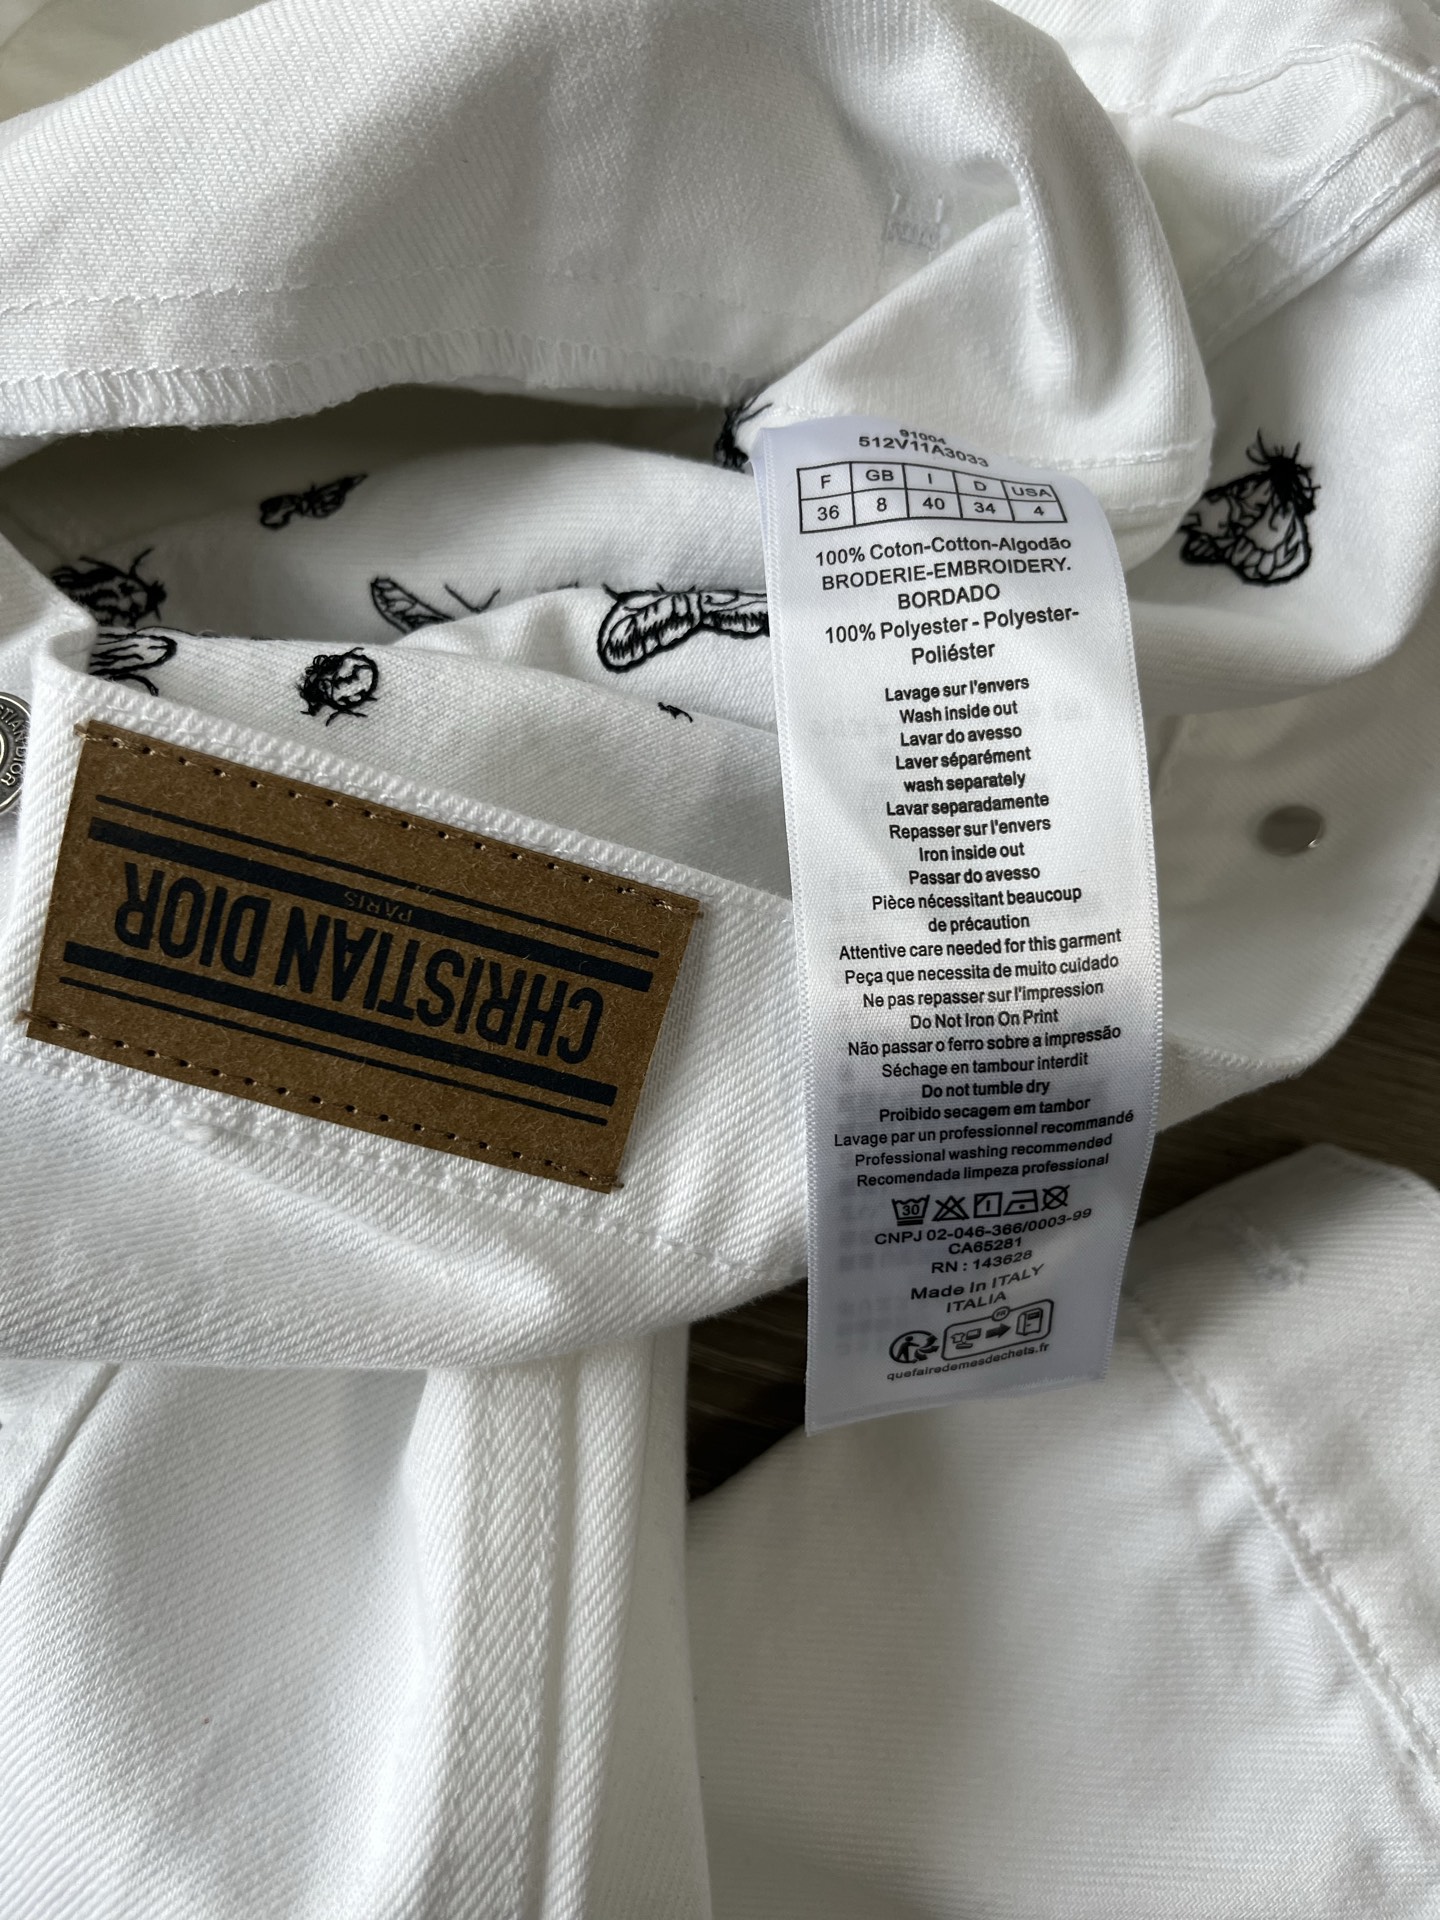 91004
512V11A3033
F GB I D USA
36 8 40 34 4
100% Coton-Cotton-Algodão
BRODERIE-EMBROIDERY.
BORDADO
100% Polyester - Polyester-
Poliéster
Lavage sur l'envers
Wash inside out
Lavar do avesso
Laver séparément
wash separately
Lavar separadamente
Repasser sur l'envers
Iron inside out
Passar do avesso
Pièce nécessitant beaucoup
de précaution
Attentive care needed for this garment
Peça que necessita de muito cuidado
Ne pas repasser sur l'impression
Do Not Iron On Print
Não passar o ferro sobre a impressão
Séchage en tambour interdit
Do not tumble dry
Proibido secagem em tambor
Lavage par un professionnel recommandé
Professional washing recommended
Recomendada limpeza professional
30
CNPJ 02-046-366/0003-99
CA65281
RN : 143628
Made in ITALY
ITALIA
FR
quefairedemesdechets.fr
CHRISTIAN DIOR
PARIS
TIAN DIOR